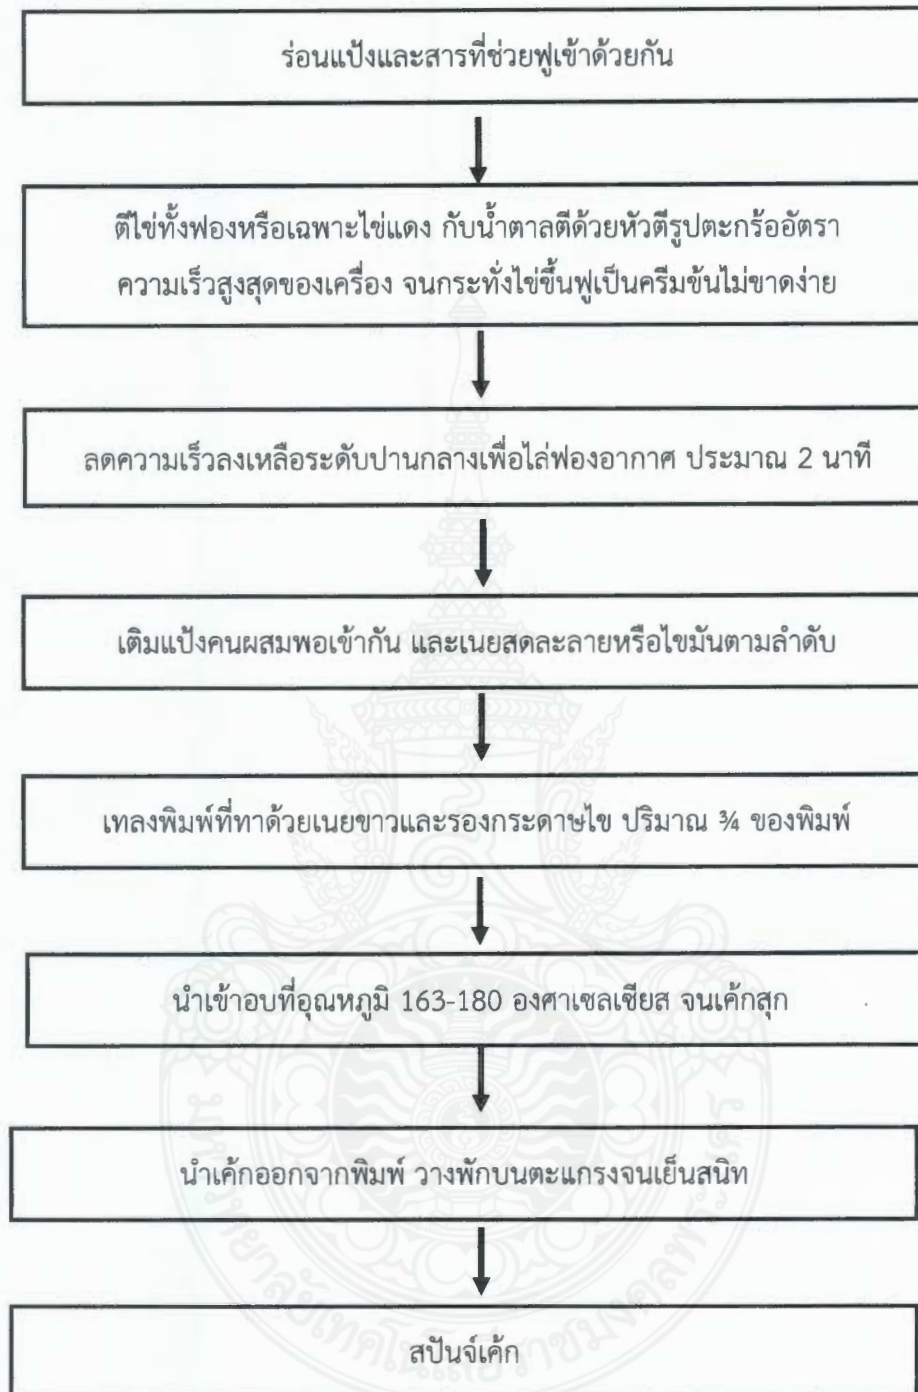 ร่อนแป้งและสารที่ช่วยฟูเข้าด้วยกัน
ตีไข่ทั้งฟองหรือเฉพาะไข่แดง กับน้ำตาลตีด้วยหัวตีรูปตะกร้ออัตรา
ความเร็วสูงสุดของเครื่อง จนกระทั่งไข่ขึ้นฟูเป็นครีมข้นไม่ขาดง่าย
ลดความเร็วลงเหลือระดับปานกลางเพื่อไล่ฟองอากาศ ประมาณ 2 นาที
เติมแป้งคนผสมพอเข้ากัน และเนยสดละลายหรือไขมันตามลำดับ
เทลงพิมพ์ที่ทาด้วยเนยขาวและรองกระดาษไข ปริมาณ ¾ ของพิมพ์
นำเข้าอบที่อุณหภูมิ 163-180 องศาเซลเซียส จนเค้กสุก
นำเค้กออกจากพิมพ์ วางพักบนตะแกรงจนเย็นสนิท
สปันจ์เค้ก